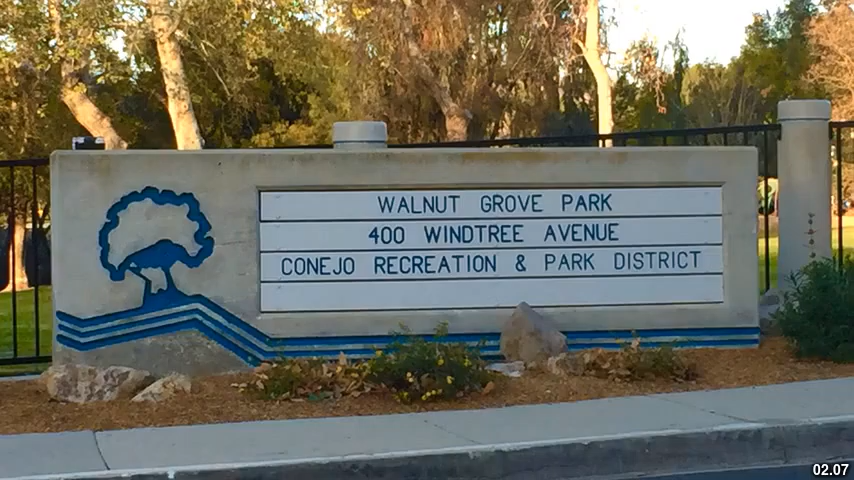 WALNUT GROVE PARK
400 WINDTREE AVENUE
CONEJO RECREATION & PARK DISTRICT
02.07